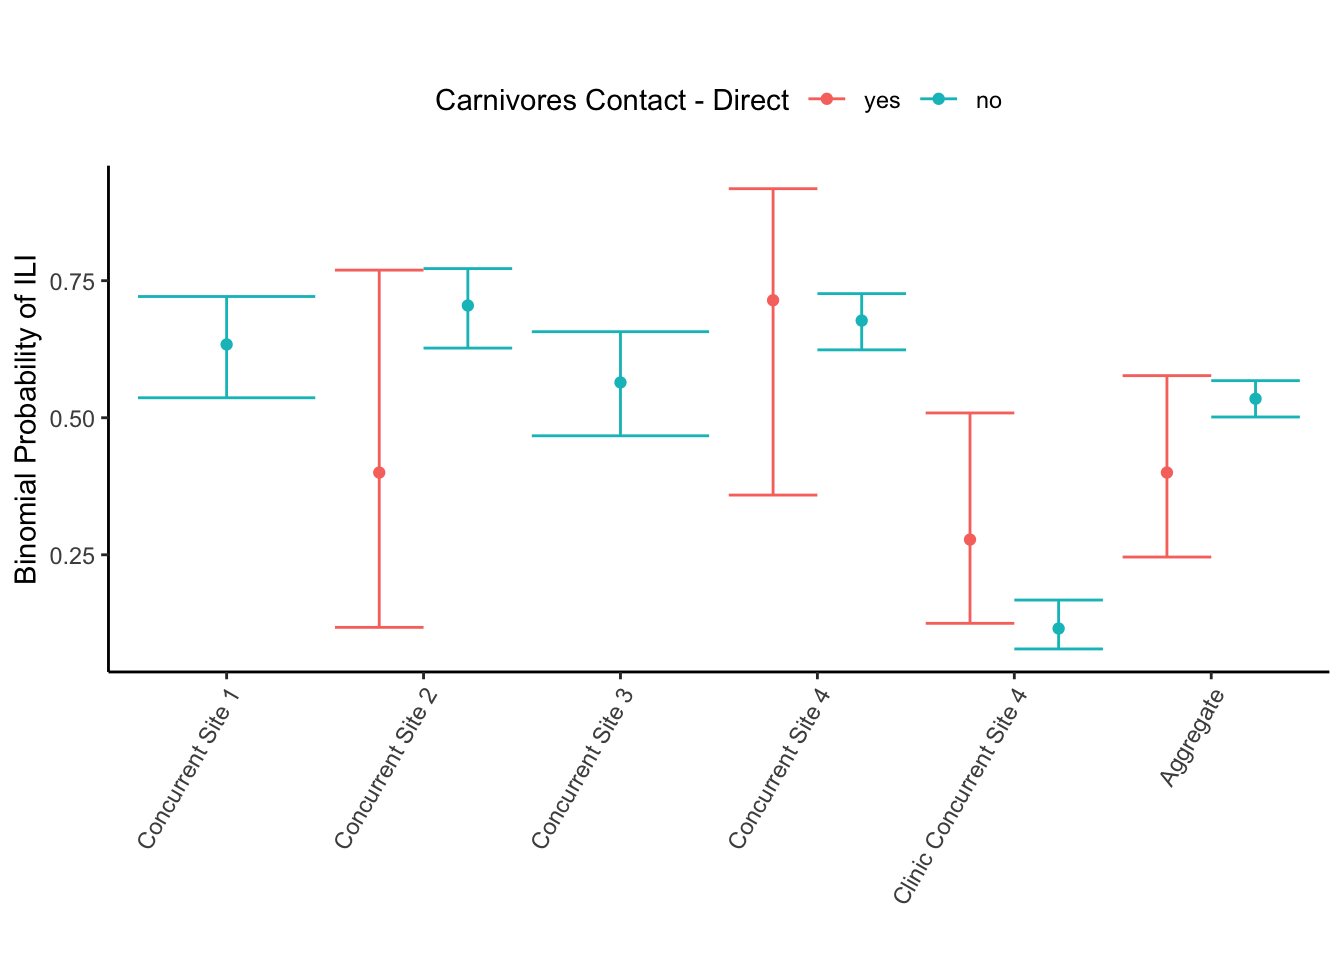 Carnivores Contact - Direct yes no
Binomial Probability of ILI
0.75
0.50
0.25
Concurrent Site 1
Concurrent Site 2
Concurrent Site 3
Concurrent Site 4
Clinic Concurrent Site 4
Aggregate